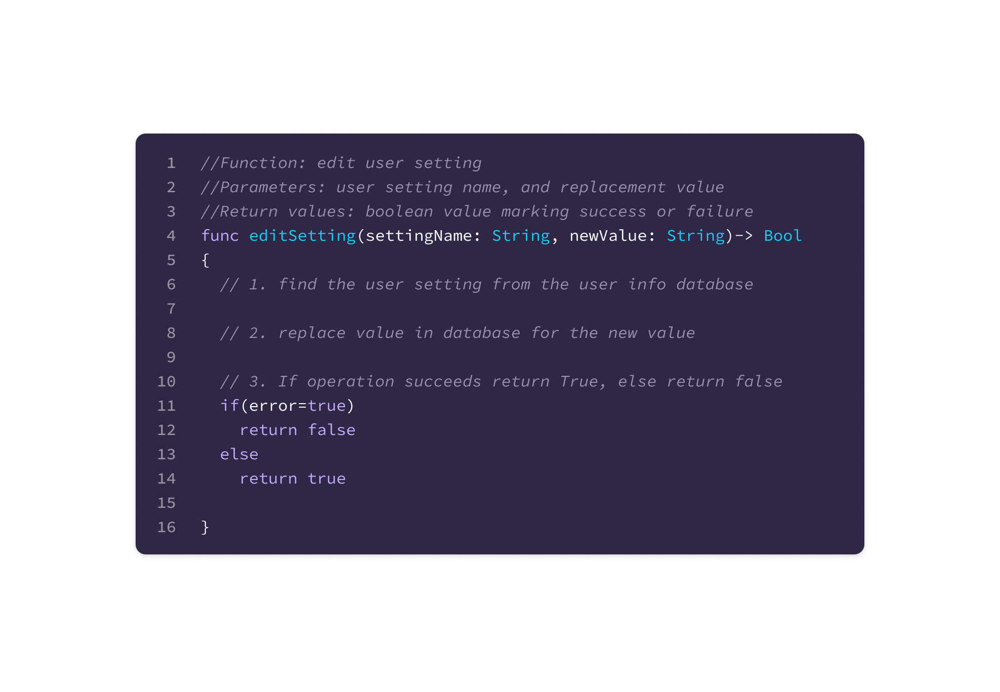 1 //Function: edit user setting
2 //Parameters: user setting name, and replacement value
3 //Return values: boolean value marking success or failure
4 func editSetting(settingName: String, newValue: String)-> Bool
5 {
6   // 1. find the user setting from the user info database
7
8   // 2. replace value in database for the new value
9
10   // 3. If operation succeeds return True, else return false
11   if(error=true)
12     return false
13   else
14     return true
15
16 }